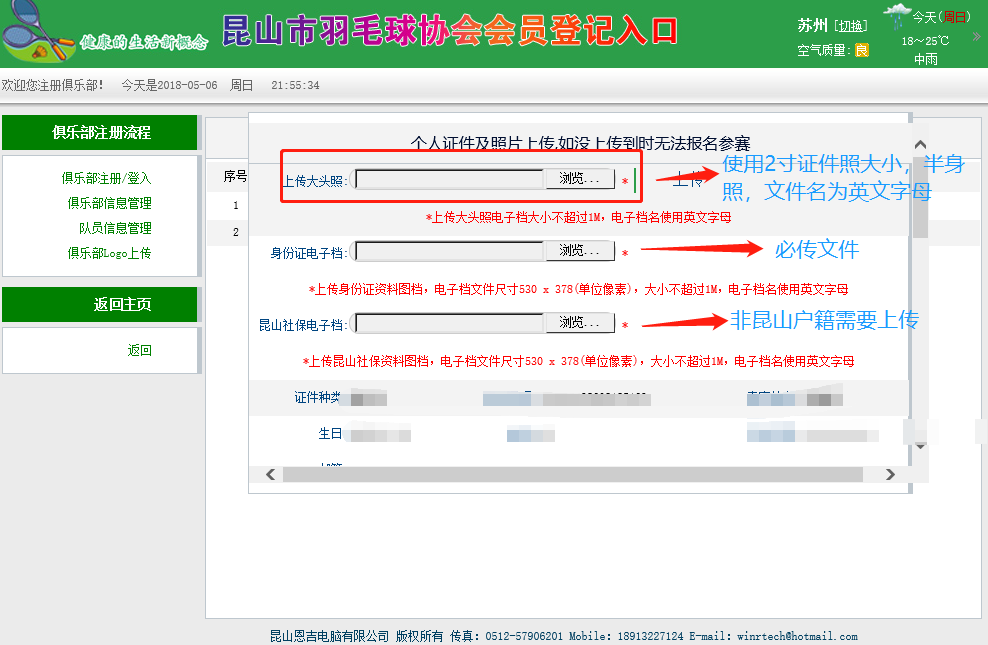 健康的生活新概念
昆山市羽毛球协会会员登记入口
苏州 [切换]
空气质量：良
今天(周日)
18～25℃
中雨
欢迎您注册俱乐部！ 今天是2018-05-06 周日 21:55:34
俱乐部注册流程
俱乐部注册/登入
俱乐部信息管理
队员信息管理
俱乐部Logo上传
返回主页
返回
序号
1
2
个人证件及照片上传,如没上传到时无法报名参赛
上传大头照: 浏览... * 上传
使用2寸证件照大小，半身
照，文件名为英文字母
*上传大头照电子档大小不超过1M，电子档名使用英文字母
身份证电子档: 浏览... * 必传文件
*上传身份证资料图档，电子档文件尺寸530 x 378(单位像素)，大小不超过1M，电子档名使用英文字母
昆山社保电子档: 浏览... * 非昆山户籍需要上传
*上传昆山社保资料图档，电子档文件尺寸530 x 378(单位像素)，大小不超过1M，电子档名使用英文字母
证件种类
生日
昆山恩吉电脑有限公司 版权所有 传真：0512-57906201 Mobile：18913227124 E-mail：winrtech@hotmail.com